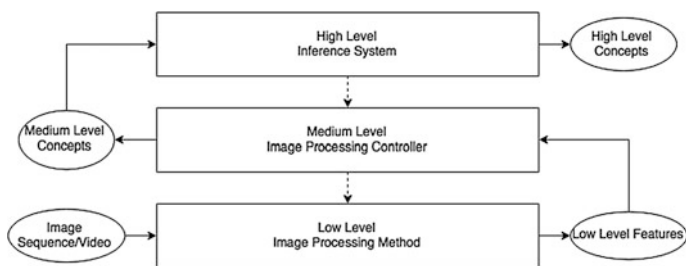 High Level
Inference System
High Level
Concepts
Medium Level
Concepts
Medium Level
Image Processing Controller
Image
Sequence/Video
Low Level
Image Processing Method
Low Level Features